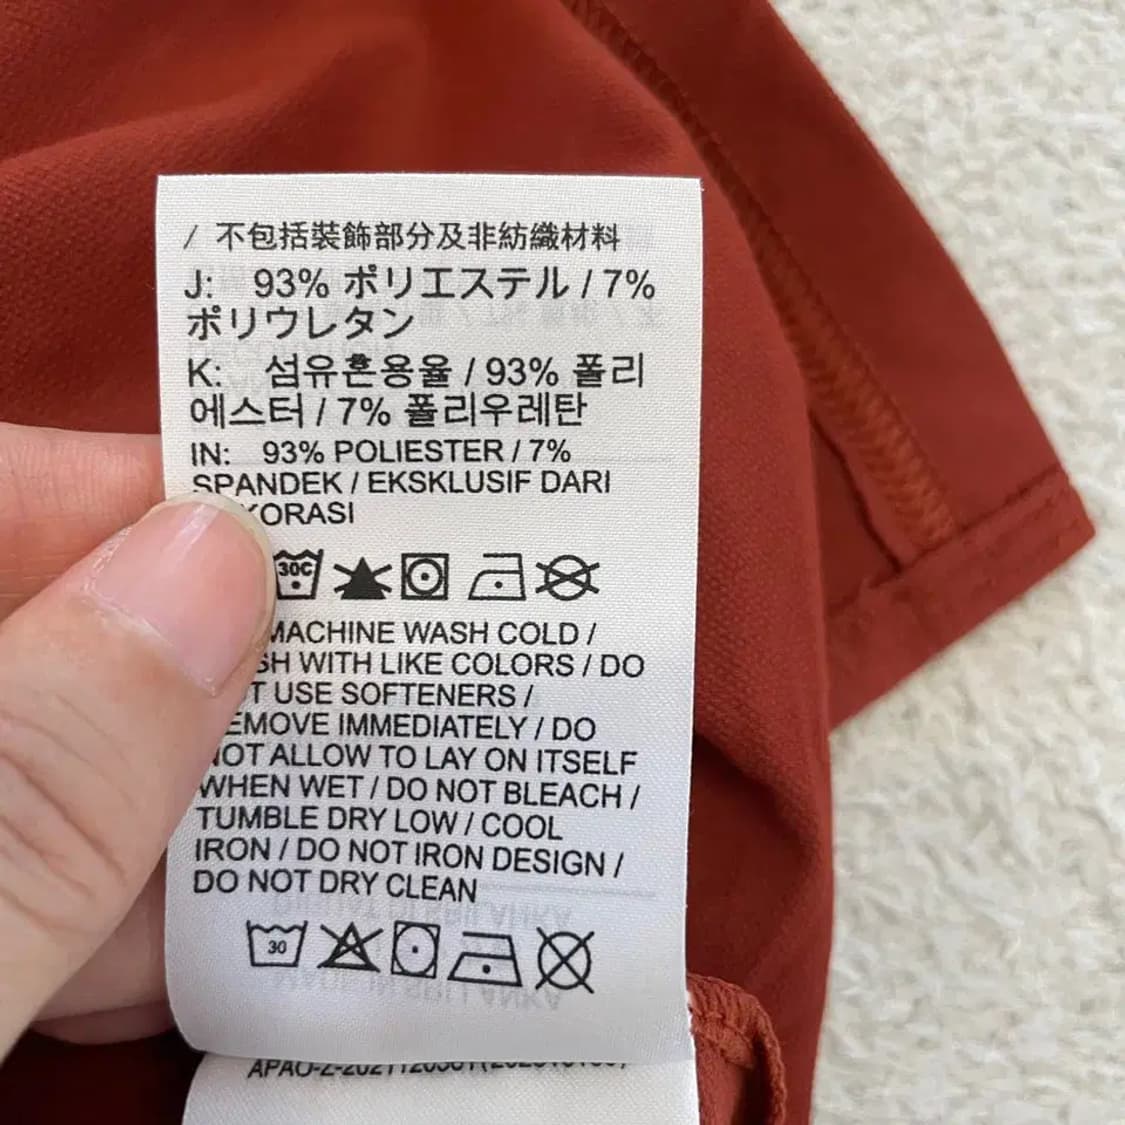 / 不包括裝飾部分及非紡織材料
J: 93% ポリエステル / 7%
ポリウレタン
K: 섬유혼용율 / 93% 폴리
에스터 / 7% 폴리우레탄
IN: 93% POLIESTER / 7%
SPANDEK / EKSKLUSIF DARI
KORASI
30C
MACHINE WASH COLD /
SH WITH LIKE COLORS / DO
T USE SOFTENERS /
EMOVE IMMEDIATELY / DO
NOT ALLOW TO LAY ON ITSELF
WHEN WET / DO NOT BLEACH /
TUMBLE DRY LOW / COOL
IRON / DO NOT IRON DESIGN /
DO NOT DRY CLEAN
30